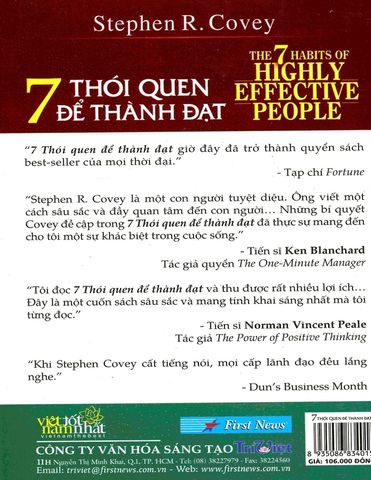 Stephen R. Covey
7 THÓI QUEN
ĐỂ THÀNH ĐẠT
THE 7 HABITS OF
HIGHLY
EFFECTIVE
PEOPLE
“7 Thói quen để thành đạt giờ đây đã trở thành quyển sách
best-seller của mọi thời đại.”
- Tạp chí Fortune
“Stephen R. Covey là một con người tuyệt diệu. Ông viết một
cách sâu sắc và đầy quan tâm đến con người... Những bí quyết
Covey đề cập trong 7 Thói quen để thành đạt đã thực sự mang đến
cho tôi một sự khác biệt trong cuộc sống.”
- Tiến sĩ Ken Blanchard
Tác giả quyển The One-Minute Manager
“Tôi đọc 7 Thói quen để thành đạt và thu được rất nhiều lợi ích...
Đây là một cuốn sách sâu sắc và mang tính khai sáng nhất mà tôi
từng đọc.”
- Tiến sĩ Norman Vincent Peale
Tác giả The Power of Positive Thinking
“Khi Stephen Covey cất tiếng nói, mọi cấp lãnh đạo đều lắng
nghe.”
- Dun’s Business Month
việt tốt
nam nhất
vietnamthebest
First News
CÔNG TY VĂN HÓA SÁNG TẠO Trí Việt
11H Nguyễn Thị Minh Khai, Q.1, TP. HCM - Tel: (08) 38227979 - Fax: 38224560
Email: triviet@firstnews.com.vn - Web: www.firstnews.com.vn
7 THÓI QUEN ĐỂ THÀNH ĐẠT
8 935086 834015
GIÁ: 106.000 ĐỒNG